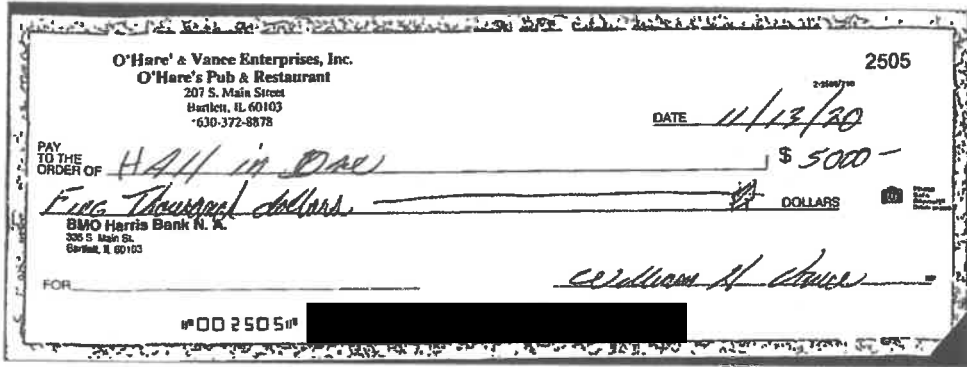 O'Hare' & Vance Enterprises, Inc.
2505
O'Hare's Pub & Restaurant
207 S. Main Street
Bartlett, IL 60103
630-372-8878
DATE 11/13/20
PAY TO THE ORDER OF HAll in One $ 5000 -
Five Thousand dollars DOLLARS
BMO Harris Bank N. A.
335 S. Main St.
Bartlett, IL 60103
FOR William H Vance
⑈002505⑈